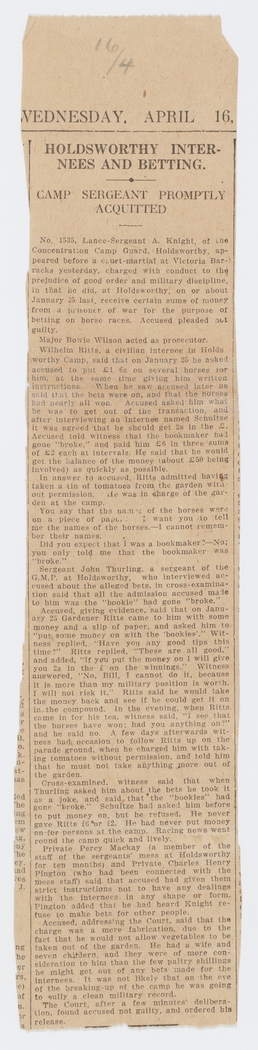 16/4
WEDNESDAY, APRIL 16,
HOLDSWORTHY INTER-
NEES AND BETTING.
CAMP SERGEANT PROMPTLY
ACQUITTED
No. 1535, Lance-Sergeant A. Knight, of the
Concentration Camp Guard, Holdsworthy, ap-
peared before a court-martial at Victoria Bar-
racks yesterday, charged with conduct to the
prejudice of good order and military discipline,
in that he did, at Holdsworthy, on or about
January 25 last, receive certain sums of money
from a prisoner of war for the purpose of
betting on horse races. Accused pleaded not
guilty.
Major Bowie Wilson acted as prosecutor.
Wilhelm Ritts, a civilian internee in Holds
worthy Camp, said that on January 25 he asked
accused to put £1 6s on several horses for
him, at the same time giving him written
instructions. When he saw accused later he
said that the bets were on, and that the horses
had nearly all won. Accused asked him what
he was to get out of the transaction, and
after interviewing an internee named Schultze
it was agreed that he should get 2s in the £.
Accused told witness that the bookmaker had
gone "broke," and paid him £6 in three sums
of £2 each at intervals. He said that he would
get the balance of the money (about £50 being
involved) as quickly as possible.
In answer to accused, Ritts admitted having
taken a tin of tomatoes from the garden with-
out permission. He was in charge of the gar-
den at the camp.
You say that the names of the horses were
on a piece of paper. I want you to tell
me the names of the horses.—I cannot remem-
ber their names.
Did you expect that I was a bookmaker?—No;
you only told me that the bookmaker was
"broke."
Sergeant John Thurling, a sergeant of the
G.M.P. at Holdsworthy, who interviewed ac-
cused about the alleged bets, in cross-examina-
tion said that all the admission accused made
to him was the "bookie" had gone "broke."
Accused, giving evidence, said that on Janu-
ary 25 Gardener Ritts came to him with some
money and a slip of paper, and asked him to
"put some money on with the 'bookies'." Wit-
ness replied, "Have you any good tips this
time?" Ritts replied, "These are all good,"
and added, "If you put the money on I will give
you 2s in the £ on the winnings." Witness
answered, "No, Bill, I cannot do it, because
it is more than my military position is worth.
I will not risk it." Ritts said he would take
the money back and see if he could get it on
in the compound. In the evening, when Ritts
came in for his tea, witness said, "I see that
the horses have won; had you anything on?"
and he said no. A few days afterwards wit-
ness had occasion to follow Ritts up on the
parade ground, when he charged him with tak-
ing tomatoes without permission, and told him
that he must not take anything more out of
the garden.
Cross-examined, witness said that when
Thurling asked him about the bets he took it
as a joke, and said that the "bookies" had
gone "broke." Schultze had asked him before
to put money on, but he refused. He never
gave Ritts £6 or £2. He had never put money
on for persons at the camp. Racing news went
round the camp quick and lively.
Private Percy Mackay (a member of the
staff of the sergeants' mess at Holdsworthy
for ten months) and Private Charles Henry
Pington (who had been connected with the
mess staff) said that accused had given them
strict instructions not to have any dealings
with the internees in any shape or form.
Pington added that he had heard Knight re-
fuse to make bets for other people.
Accused, addressing the Court, said that the
charge was a mere fabrication, due to the
fact that he would not allow vegetables to be
taken out of the garden. He had a wife and
seven children, and they were of more con-
sideration to him than the few paltry shillings
he might get out of any bets made for the
internees. It was not likely that on the eve
of the breaking-up of the camp he was going
to sully a clean military record.
The Court, after a few minutes' delibera-
tion, found accused not guilty, and ordered his
release.